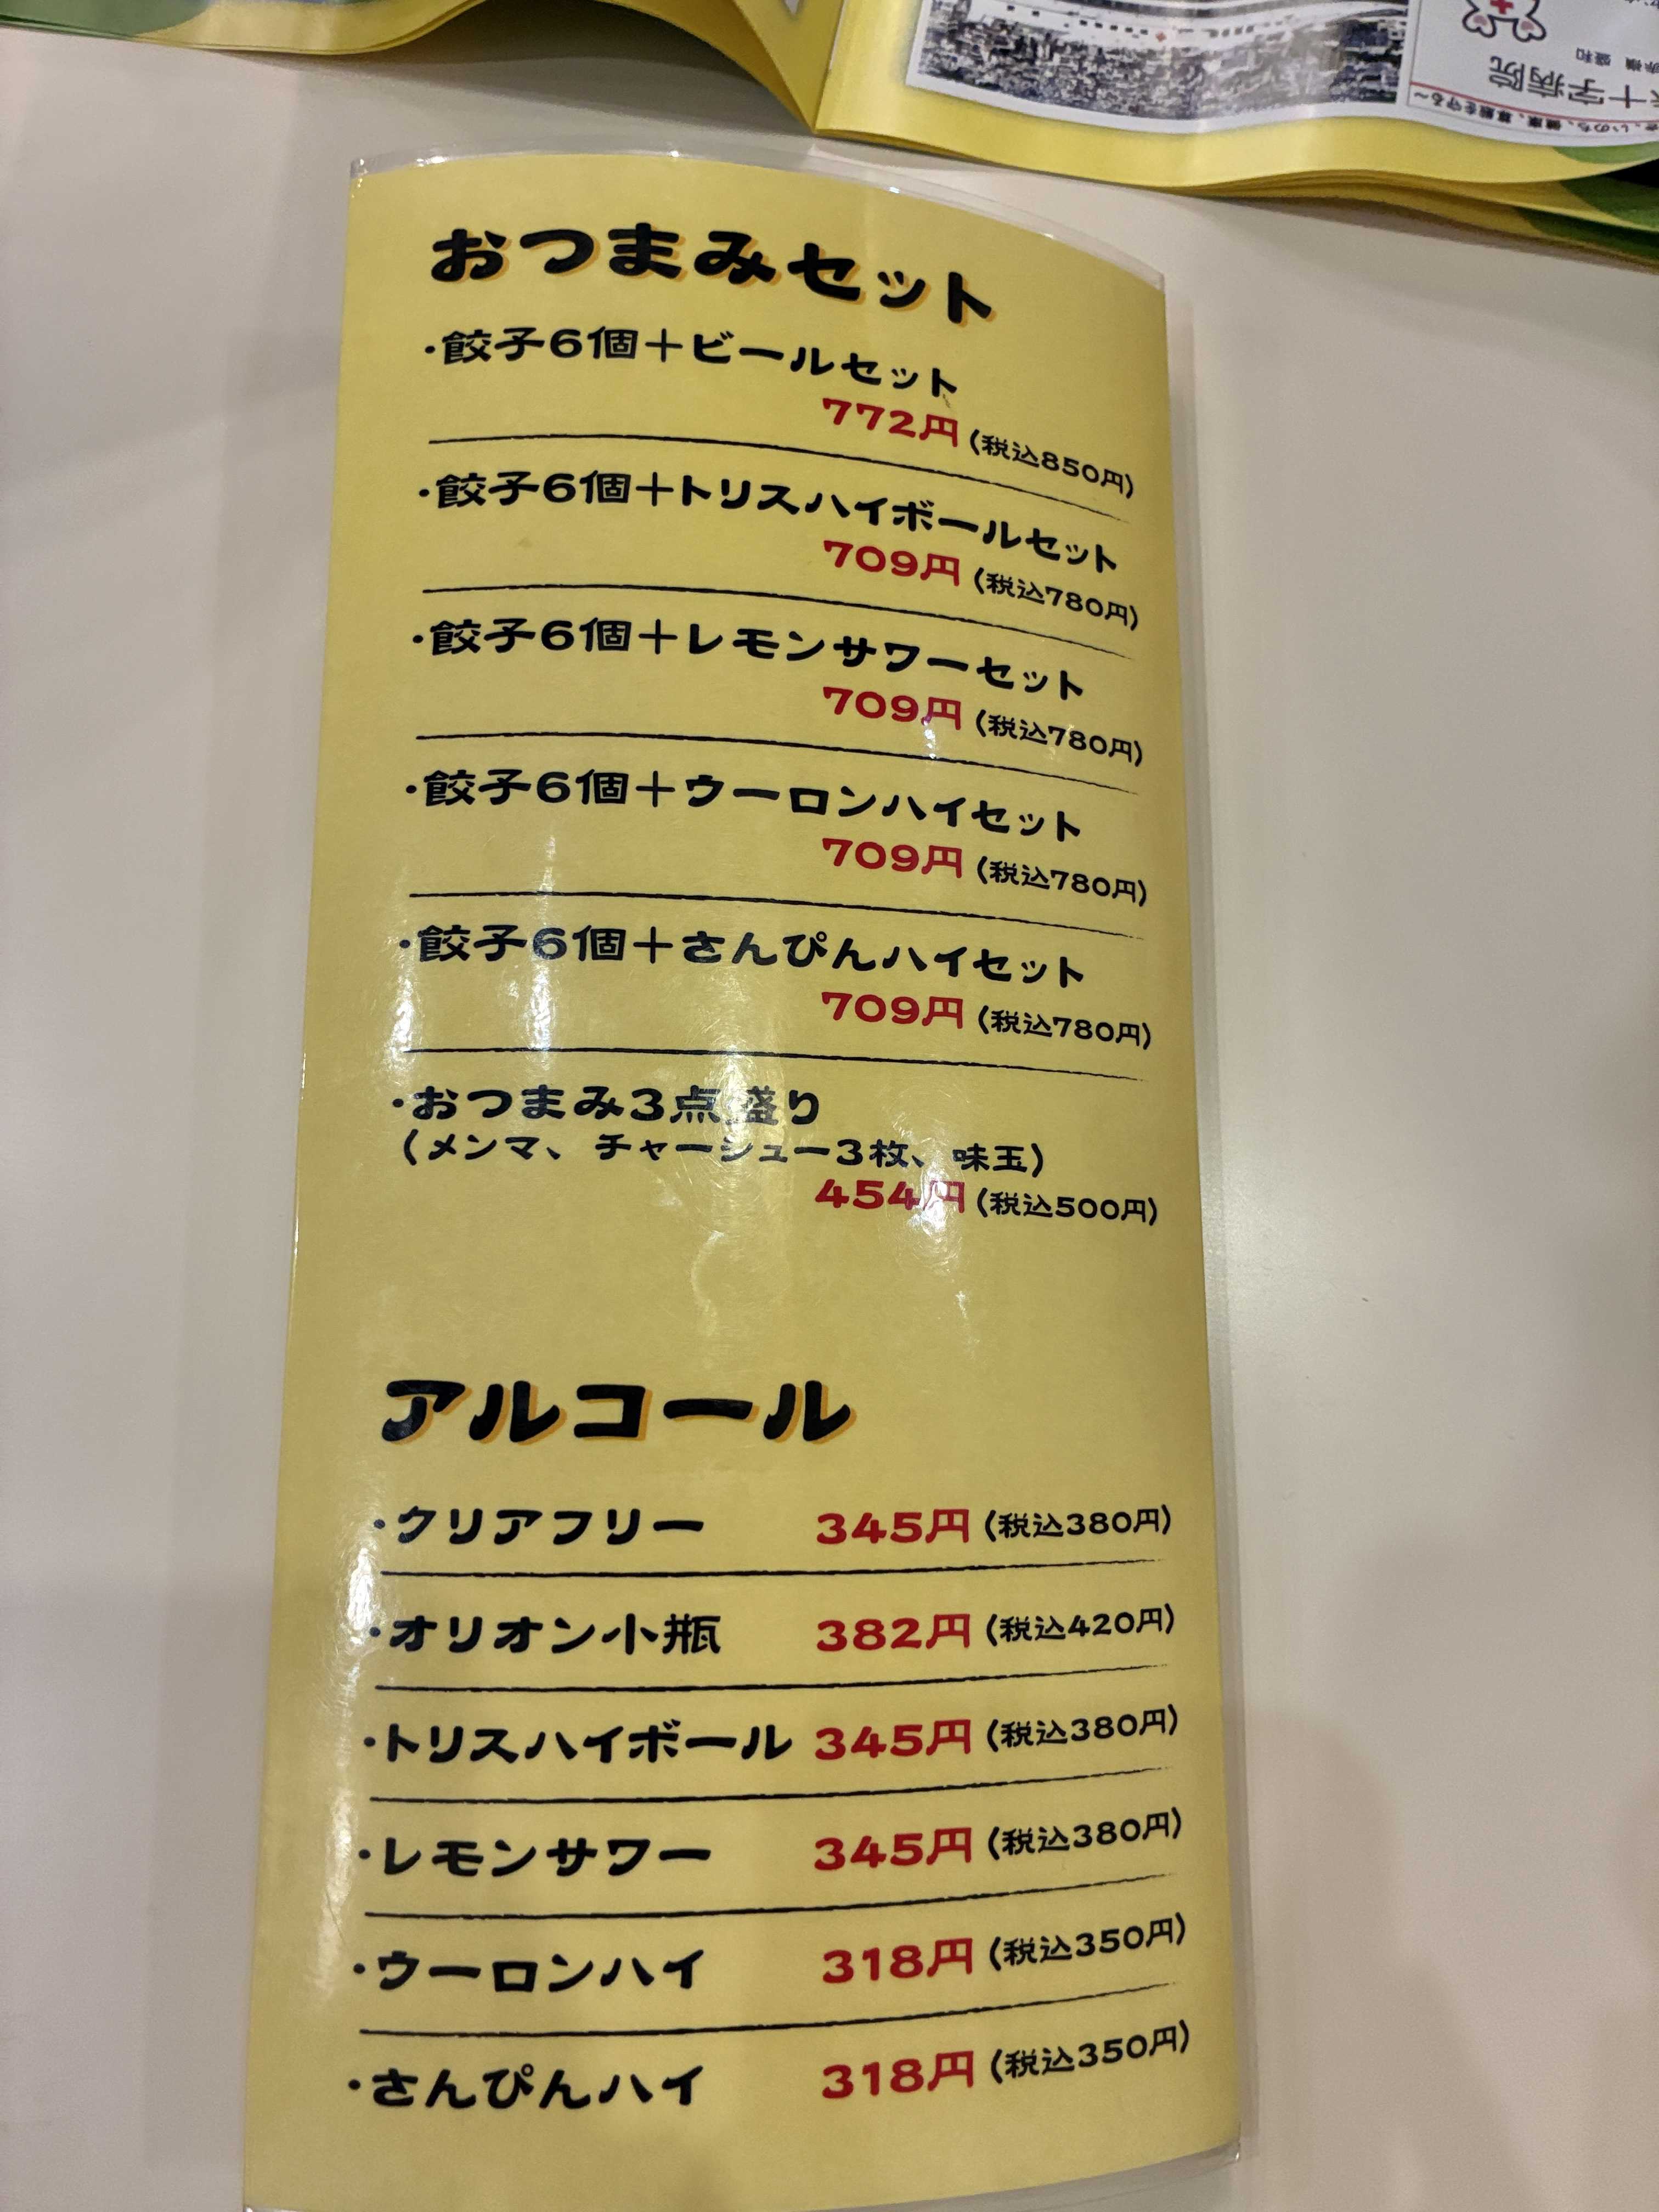 十字病院
おつまみセット
・餃子6個＋ビールセット
772円(税込850円)
・餃子6個＋トリスハイボールセット
709円(税込780円)
・餃子6個＋レモンサワーセット
709円(税込780円)
・餃子6個＋ウーロンハイセット
709円(税込780円)
・餃子6個＋さんぴんハイセット
709円(税込780円)
・おつまみ3点盛り
(メンマ、チャーシュー3枚、味玉)
454円(税込500円)
アルコール
・クリアフリー 345円(税込380円)
・オリオン小瓶 382円(税込420円)
・トリスハイボール 345円(税込380円)
・レモンサワー 345円(税込380円)
・ウーロンハイ 318円(税込350円)
・さんぴんハイ 318円(税込350円)